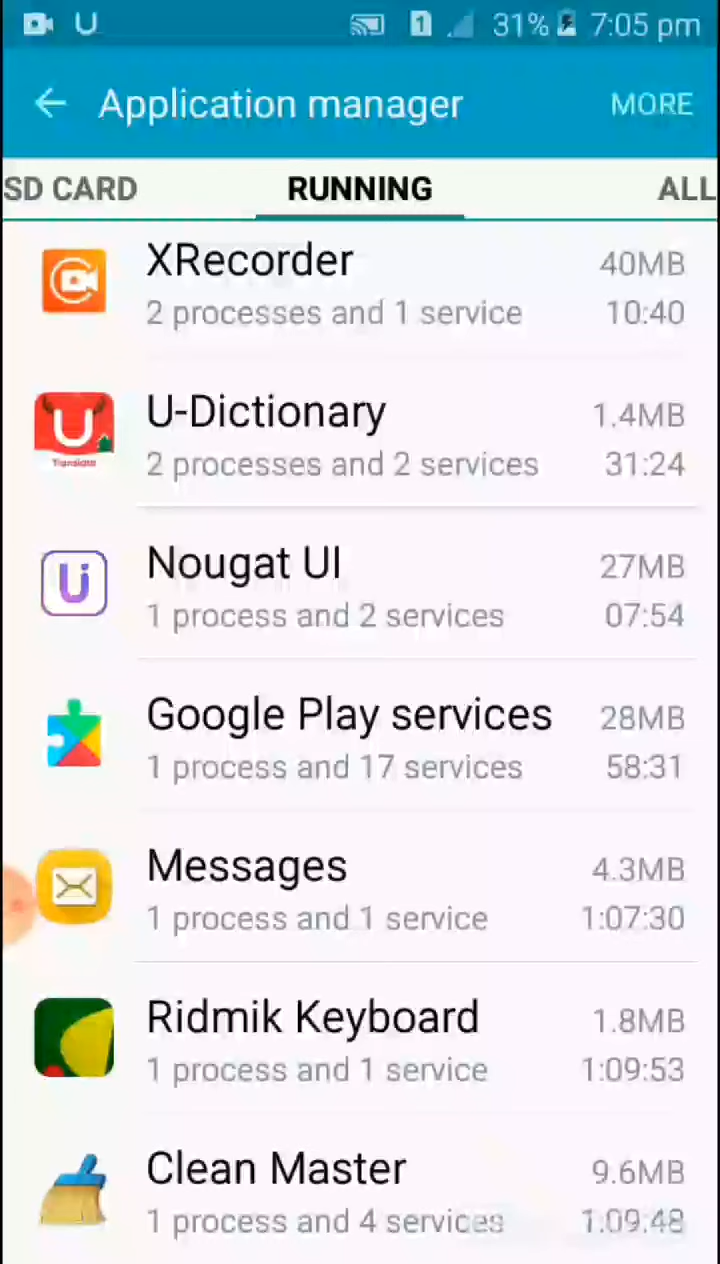 U 1 31% 7:05 pm
Application manager MORE
SD CARD RUNNING ALL
XRecorder 40MB
2 processes and 1 service 10:40
U-Dictionary 1.4MB
U
Translate
2 processes and 2 services 31:24
Nougat UI 27MB
Ui
1 process and 2 services 07:54
Google Play services 28MB
1 process and 17 services 58:31
Messages 4.3MB
1 process and 1 service 1:07:30
Ridmik Keyboard 1.8MB
1 process and 1 service 1:09:53
Clean Master 9.6MB
1 process and 4 services 1:09:48